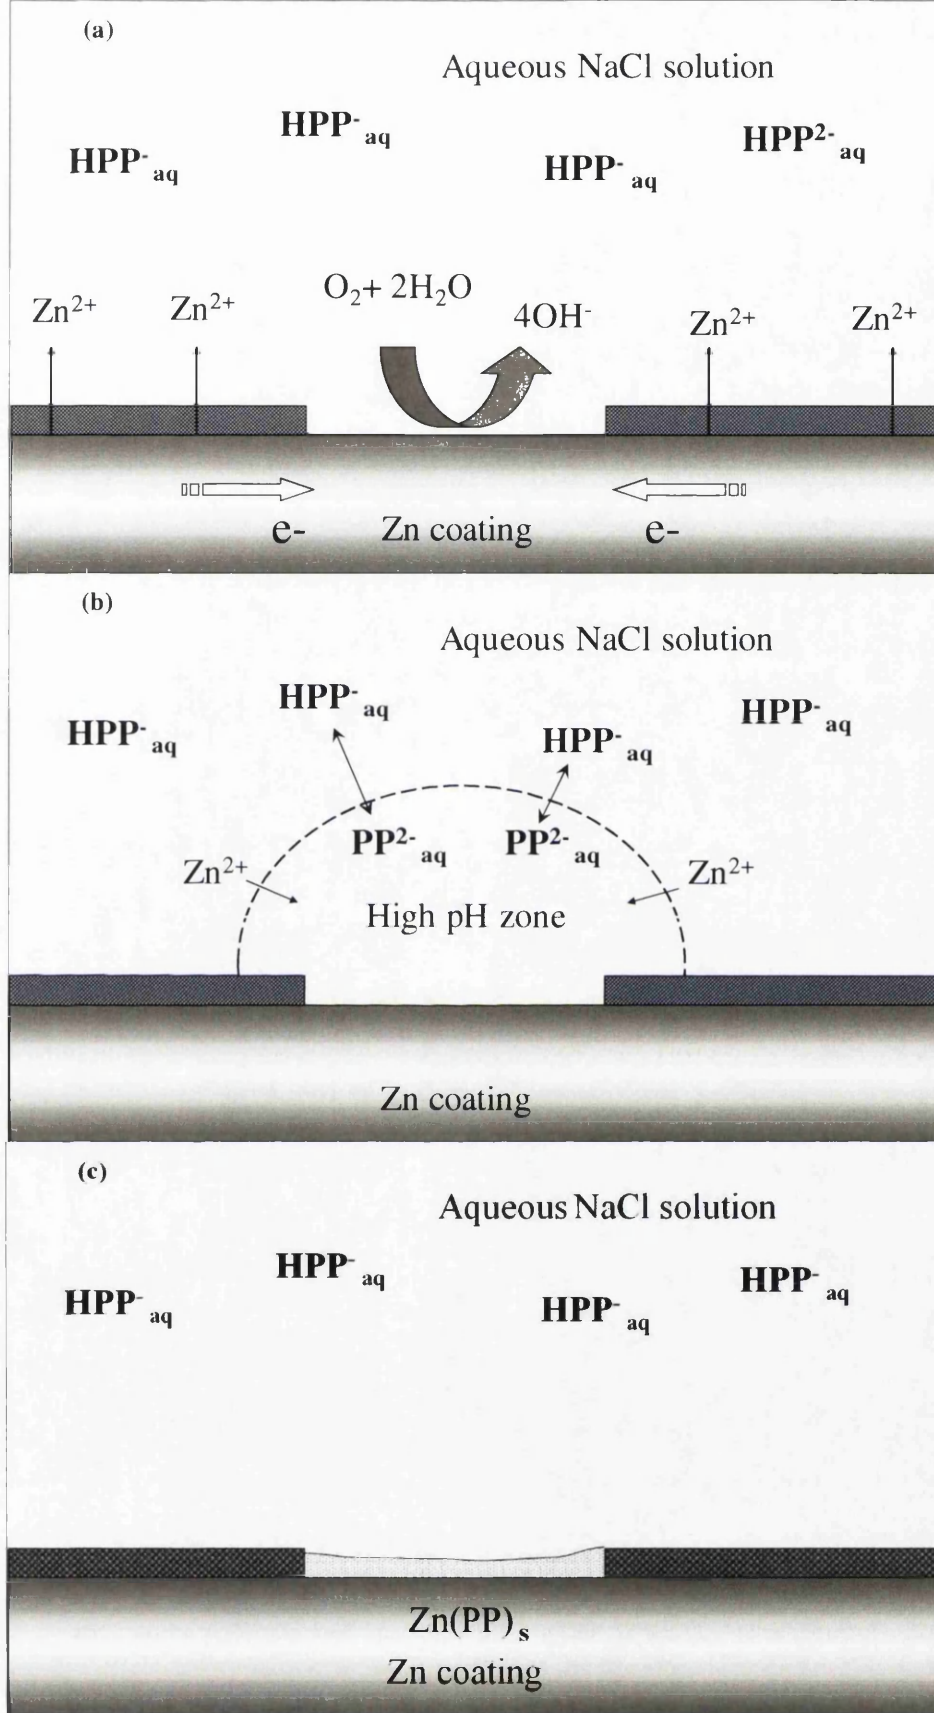 (a)
Aqueous NaCl solution
HPP⁻aq HPP⁻aq HPP⁻aq HPP²⁻aq
O₂+ 2H₂O
4OH⁻
Zn²⁺ Zn²⁺ Zn²⁺ Zn²⁺
e- Zn coating e-
(b)
Aqueous NaCl solution
HPP⁻aq HPP⁻aq HPP⁻aq HPP⁻aq
PP²⁻aq PP²⁻aq
Zn²⁺ Zn²⁺
High pH zone
Zn coating
(c)
Aqueous NaCl solution
HPP⁻aq HPP⁻aq HPP⁻aq HPP⁻aq
Zn(PP)s
Zn coating